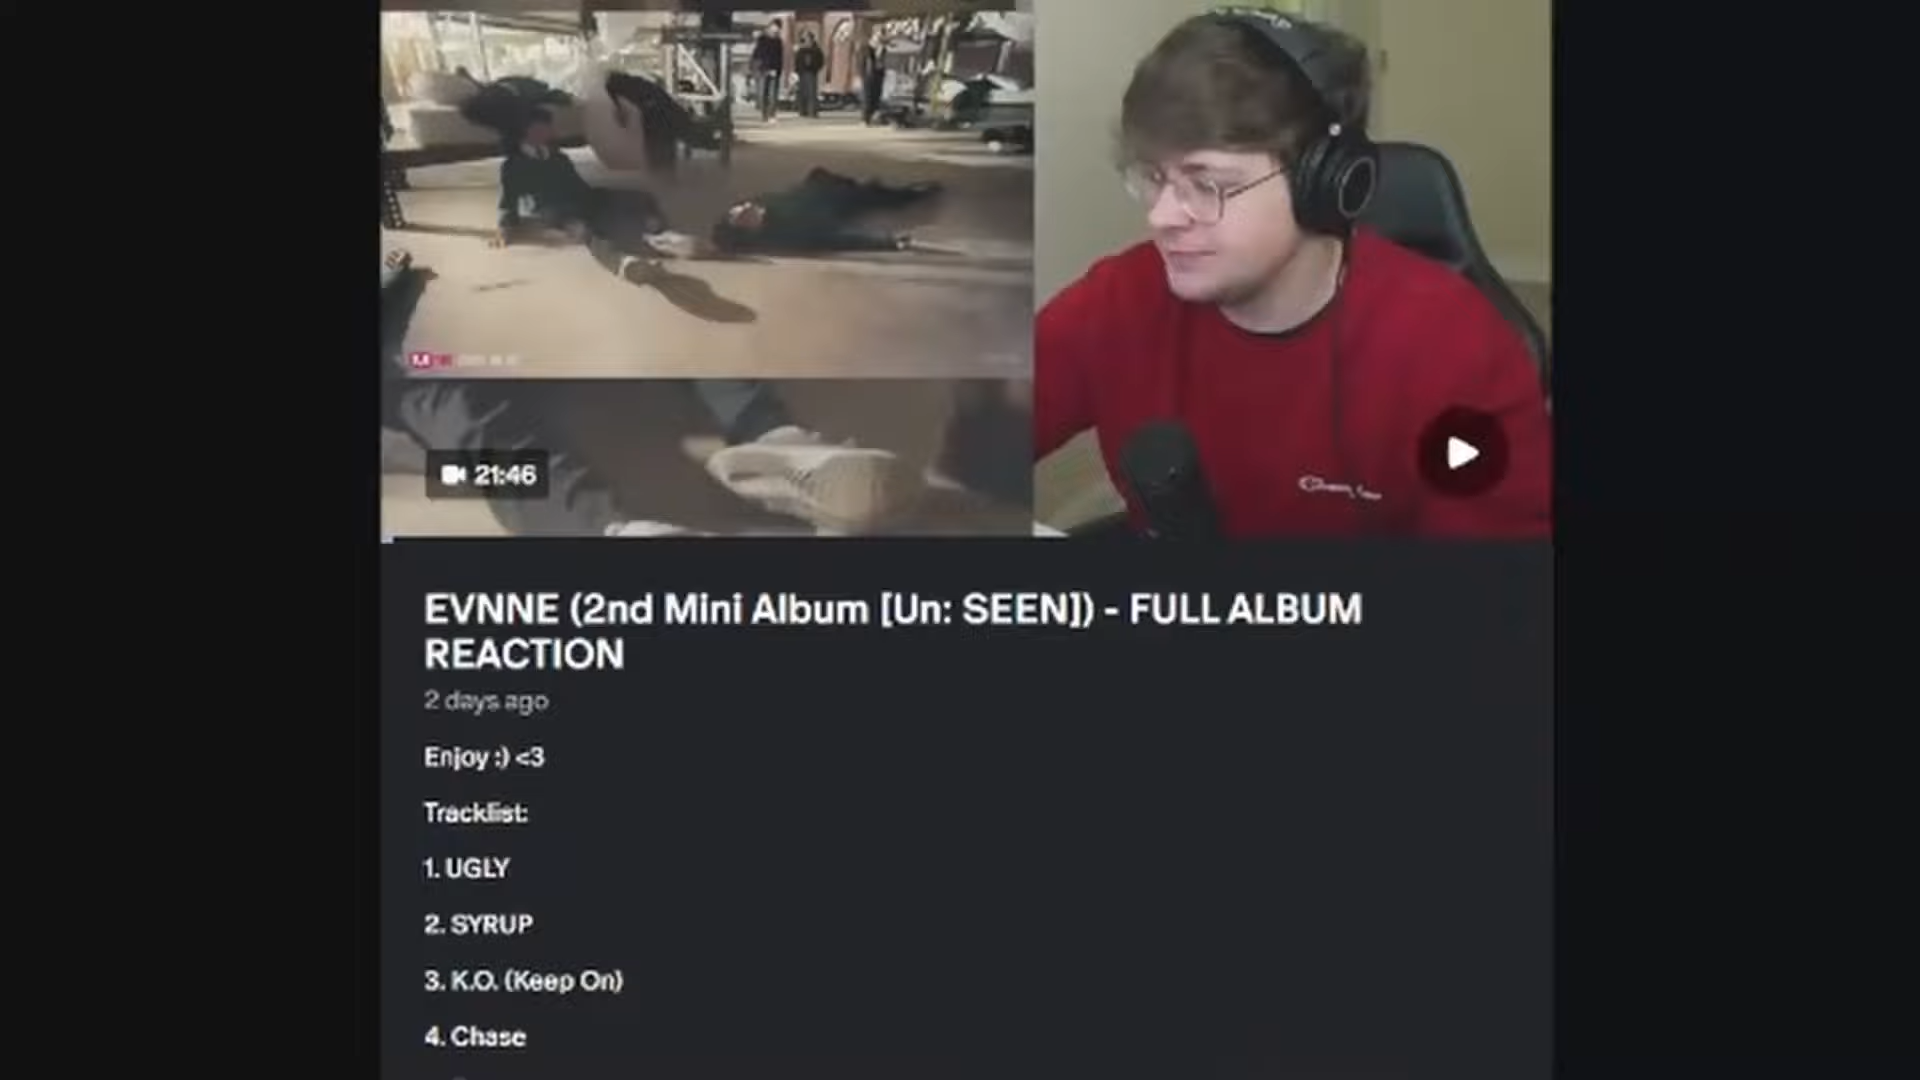 21:46
EVNNE (2nd Mini Album [Un: SEEN]) - FULL ALBUM
REACTION
2 days ago
Enjoy :) <3
Tracklist:
1. UGLY
2. SYRUP
3. K.O. (Keep On)
4. Chase